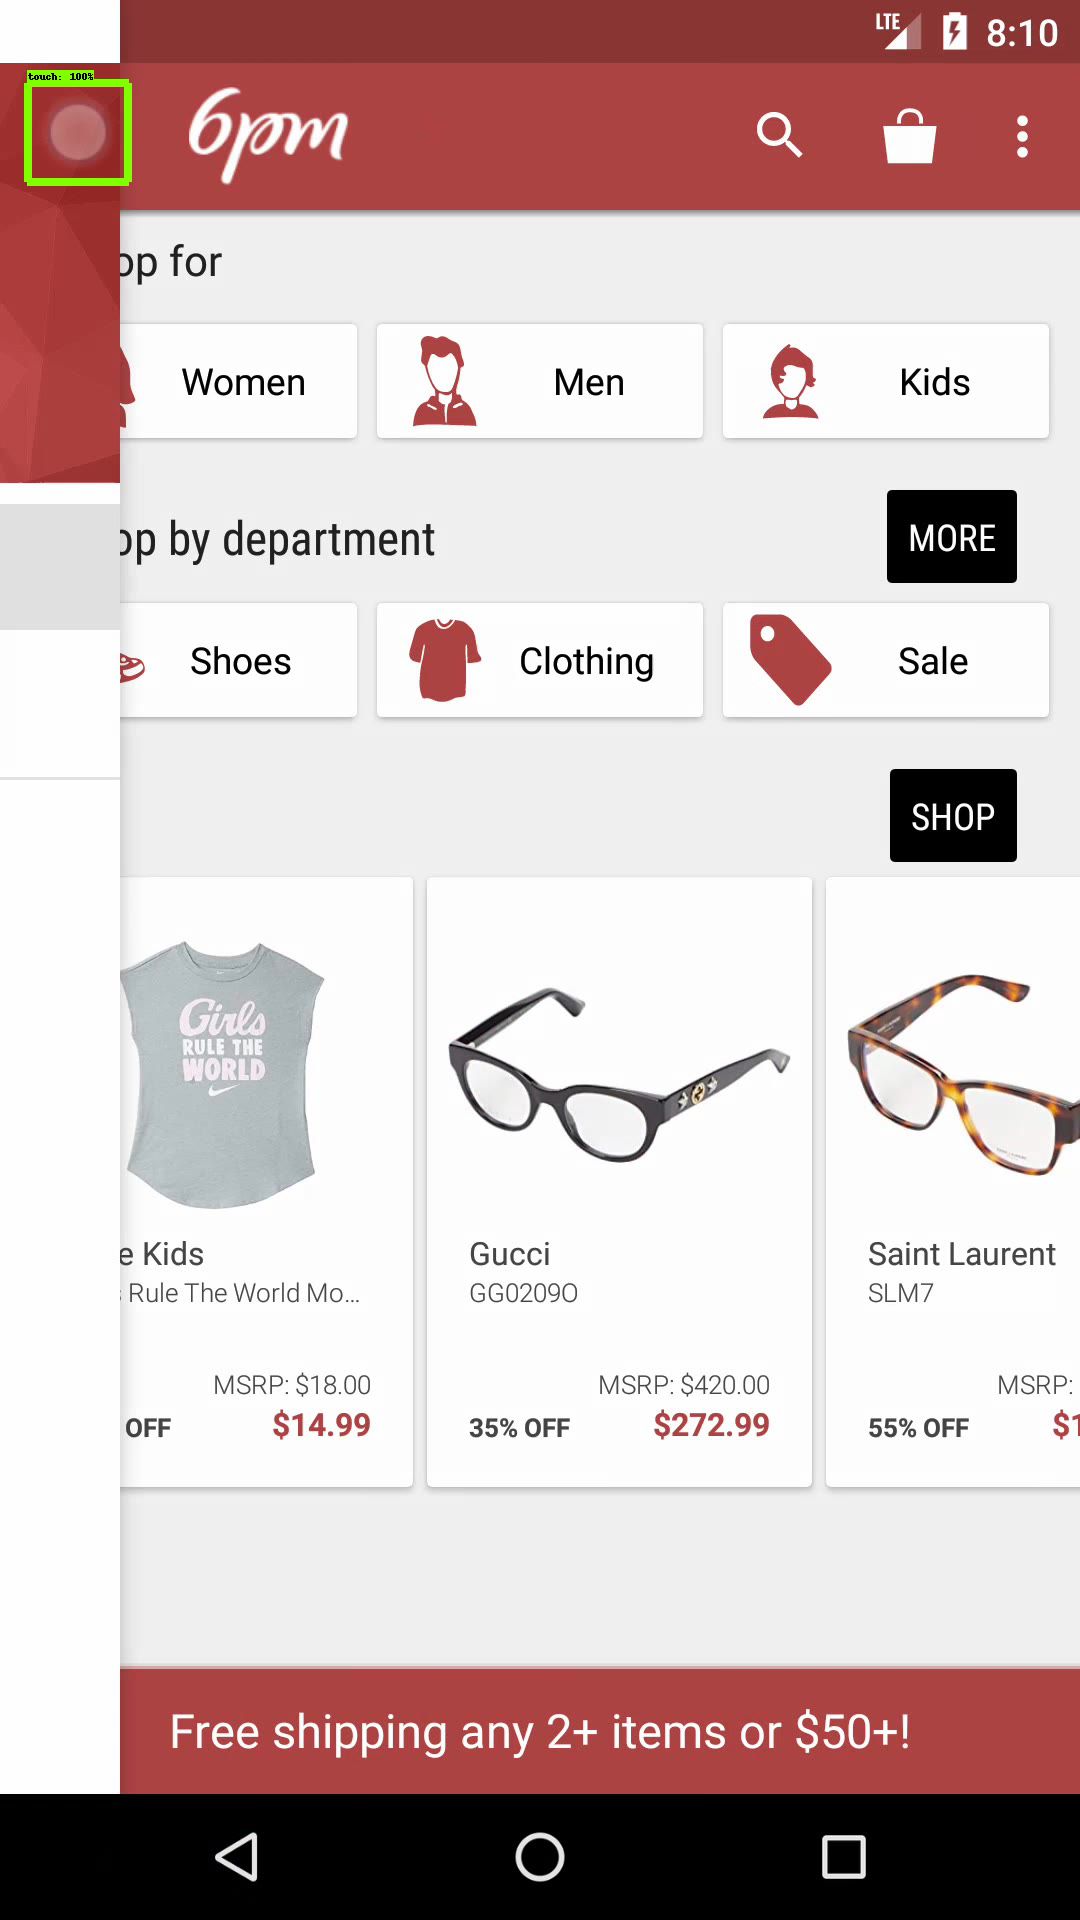 LTE 8:10
touch: 100%
6pm
op for
Women
Men
Kids
op by department
MORE
Shoes
Clothing
Sale
SHOP
Girls
RULE THE
WORLD
e Kids
Rule The World Mo...
MSRP: $18.00
OFF $14.99
Gucci
GG0209O
MSRP: $420.00
35% OFF $272.99
Saint Laurent
SLM7
MSRP:
55% OFF $1
Free shipping any 2+ items or $50+!